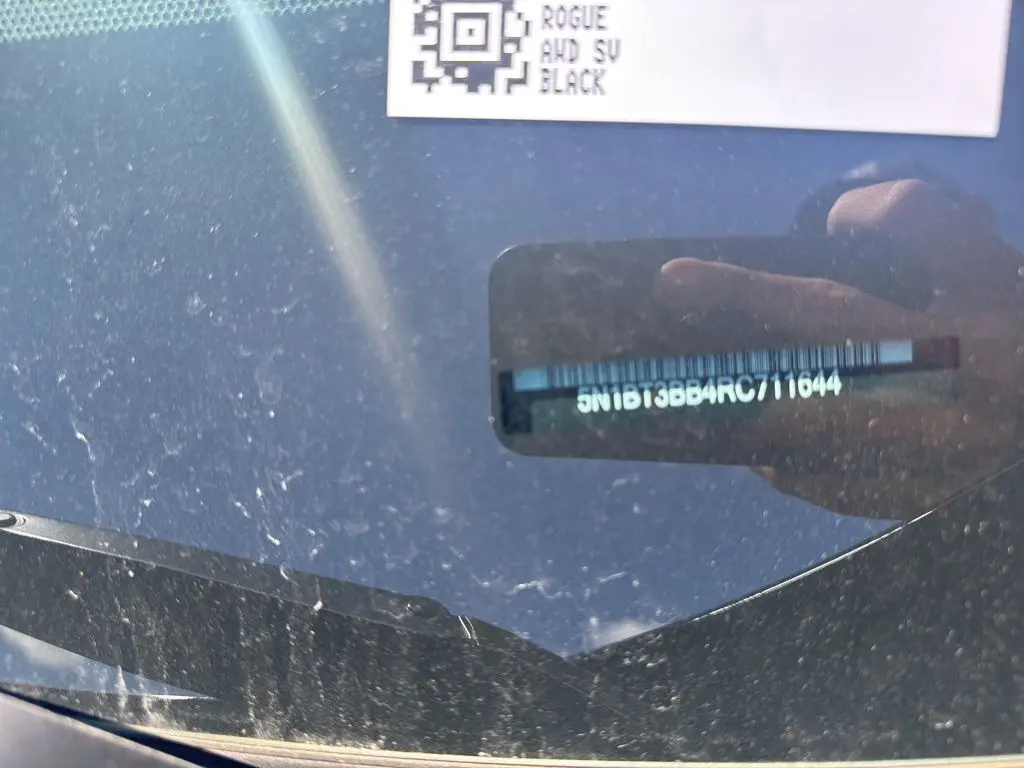 ROGUE
AWD SV
BLACK
5N1BT3BB4RC711644